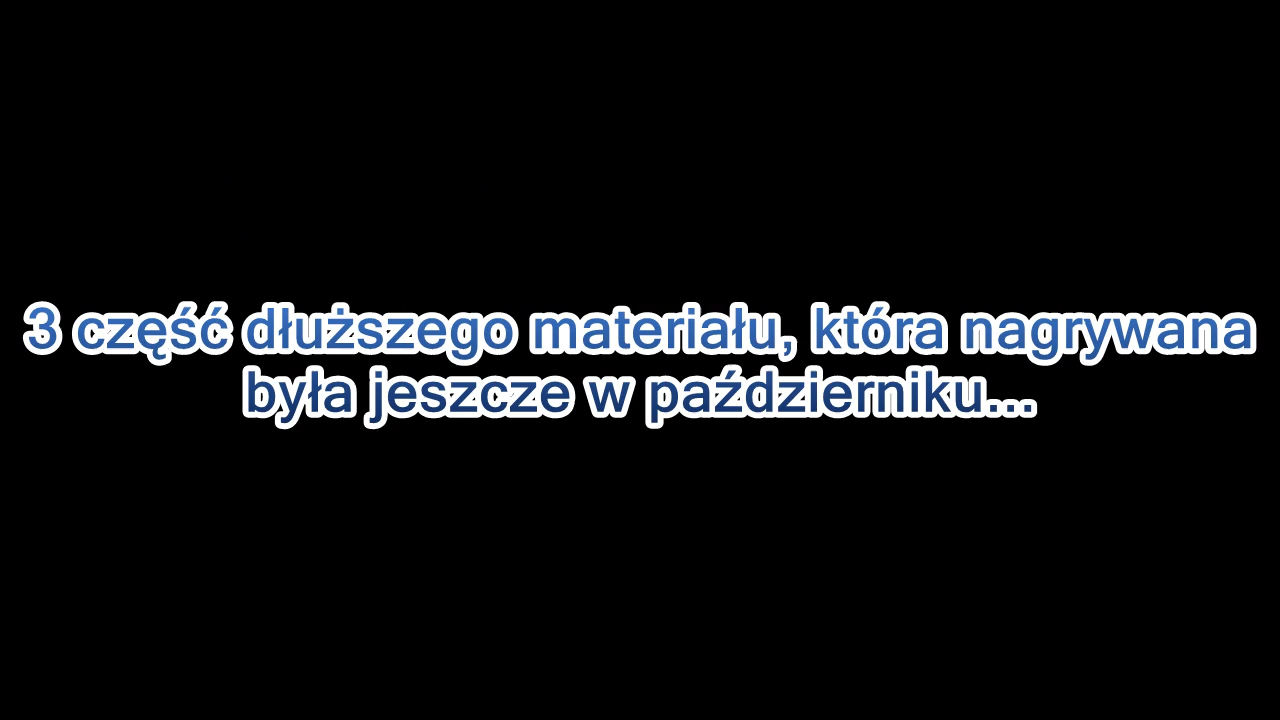 3 część dłuższego materiału, która nagrywana
była jeszcze w październiku...